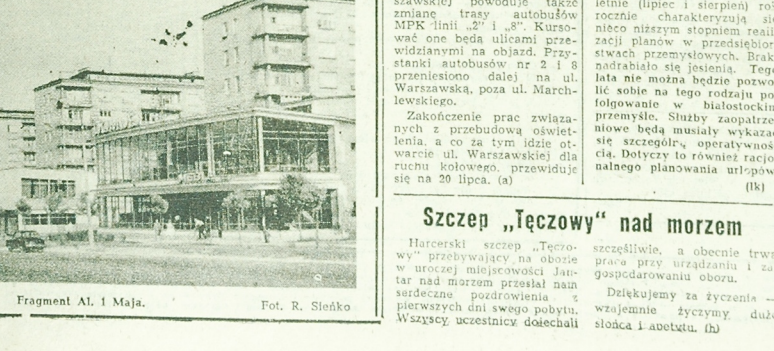 szawskiej powoduje także
zmianę trasy autobusów
MPK linii „2" i „8". Kurso-
wać one będą ulicami prze-
widzianymi na objazd. Przy-
stanki autobusów nr 2 i 8
przeniesiono dalej na ul.
Warszawską, poza ul. March-
lewskiego.
Zakończenie prac związa-
nych z przebudową oświet-
lenia, a co za tym idzie ot-
warcie ul. Warszawskiej dla
ruchu kołowego, przewiduje
się na 20 lipca. (a)
letnie (lipiec i sierpień) ro
rocznie charakteryzują si
nieco niższym stopniem reali
zacji planów w przedsiębior
stwach przemysłowych. Brak
nadrabiało się jesienią. Tego
lata nie można będzie pozwo
lić sobie na tego rodzaju po
folgowanie w białostockim
przemyśle. Służby zaopatrze
niowe będą musiały wykazać
się szczególną operatywnoś
cią. Dotyczy to również racjo
nalnego planowania urlopów
(lk)
Fragment Al. 1 Maja.
Fot. R. Sieńko
Szczep „Tęczowy" nad morzem
Harcerski szczep „Tęczo-
wy" przebywający na obozie
w uroczej miejscowości Jan-
tar nad morzem przesłał nam
serdeczne pozdrowienia z
pierwszych dni swego pobytu.
Wszyscy uczestnicy dojechali
szczęśliwie, a obecnie trwa
praca przy urządzaniu i za
gospodarowaniu obozu.
Dziękujemy za życzenia —
wzajemnie życzymy dużo
słońca i apetytu. (h)